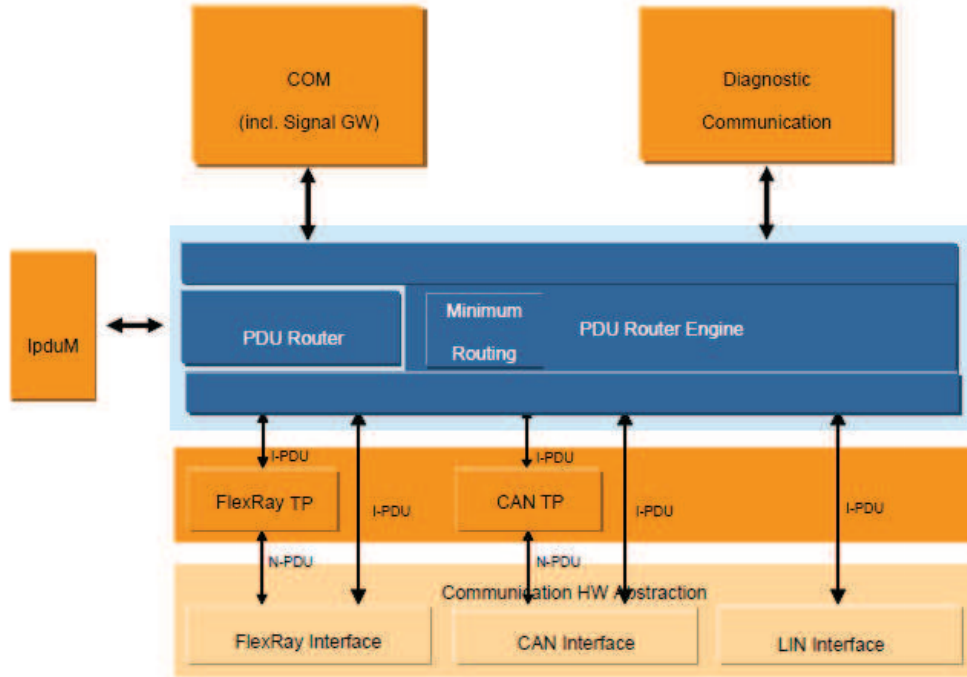 COM
(incl. Signal GW)
Diagnostic
Communication
IpduM
PDU Router
Minimum
Routing
PDU Router Engine
I-PDU
I-PDU
FlexRay TP
I-PDU
CAN TP
I-PDU
I-PDU
N-PDU
N-PDU
Communication HW Abstraction
FlexRay Interface
CAN Interface
LIN Interface